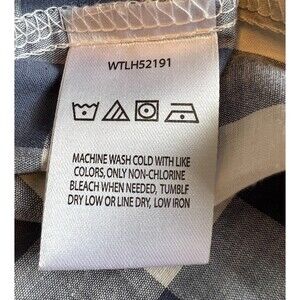 WTLH52191
MACHINE WASH COLD WITH LIKE
COLORS, ONLY NON-CHLORINE
BLEACH WHEN NEEDED, TUMBLE
DRY LOW OR LINE DRY, LOW IRON